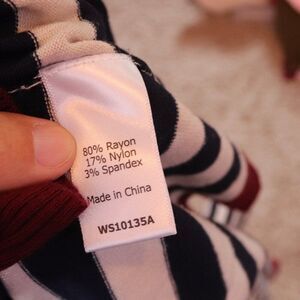 80% Rayon
17% Nylon
3% Spandex
Made in China
WS10135A